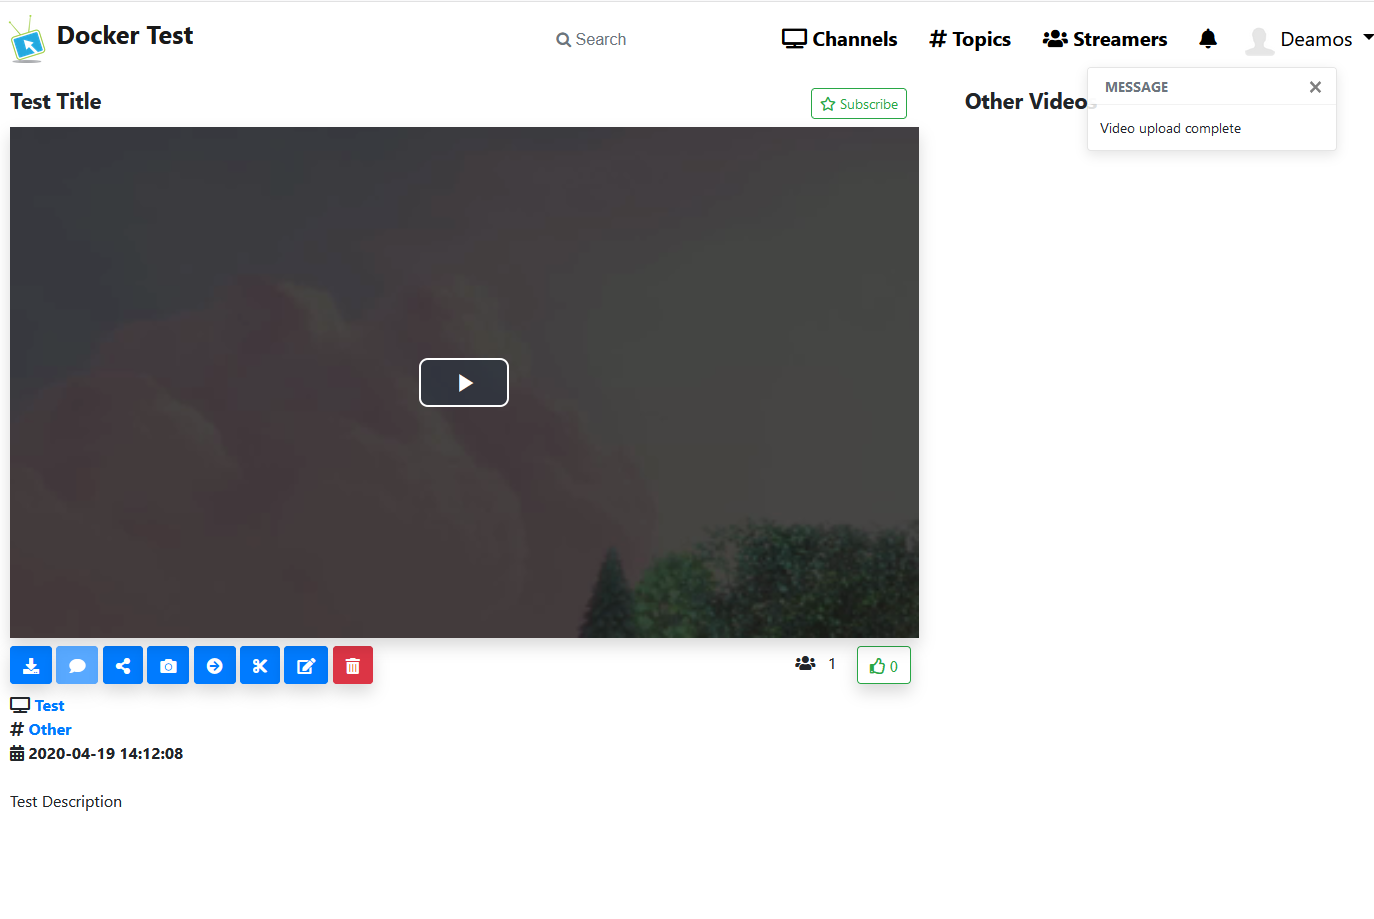 Docker Test
Search
Channels
# Topics
Streamers
Deamos
MESSAGE ×
Video upload complete
Test Title
Subscribe
Other Videos
1
0
Test
# Other
2020-04-19 14:12:08
Test Description